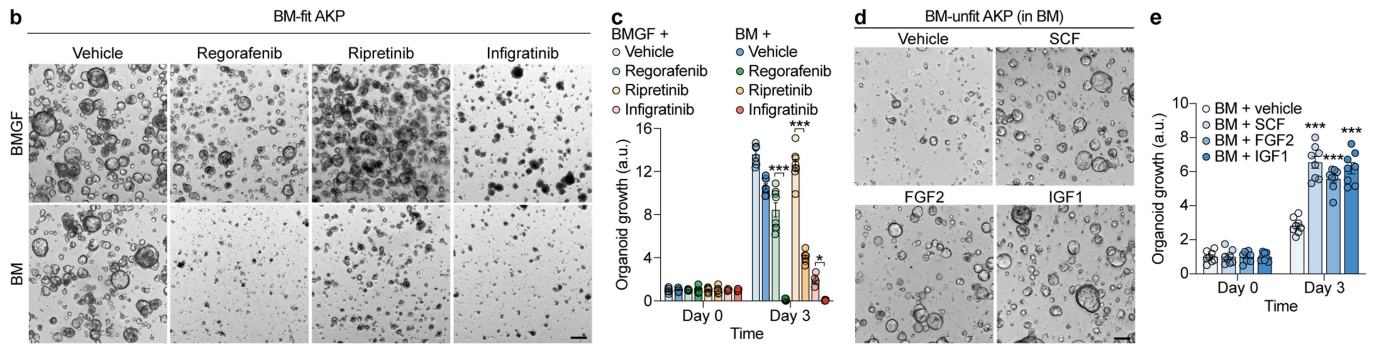 b
BM-fit AKP
Vehicle Regorafenib Ripretinib Infigratinib
BMGF
BM
c
BMGF + BM +
Vehicle Vehicle
Regorafenib Regorafenib
Ripretinib Ripretinib
Infigratinib Infigratinib
Organoid growth (a.u.)
16
12
8
4
0
***
***
*
Day 0 Day 3
Time
d
BM-unfit AKP (in BM)
Vehicle SCF
FGF2 IGF1
e
BM + vehicle
BM + SCF
BM + FGF2
BM + IGF1
Organoid growth (a.u.)
10
8
6
4
2
0
***
***
***
Day 0 Day 3
Time